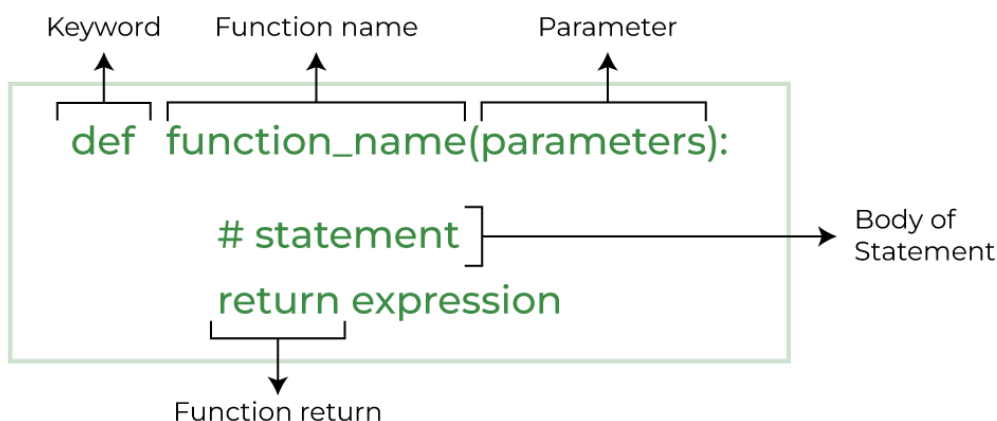 Keyword Function name Parameter
def function_name(parameters):
# statement
Body of
Statement
return expression
Function return